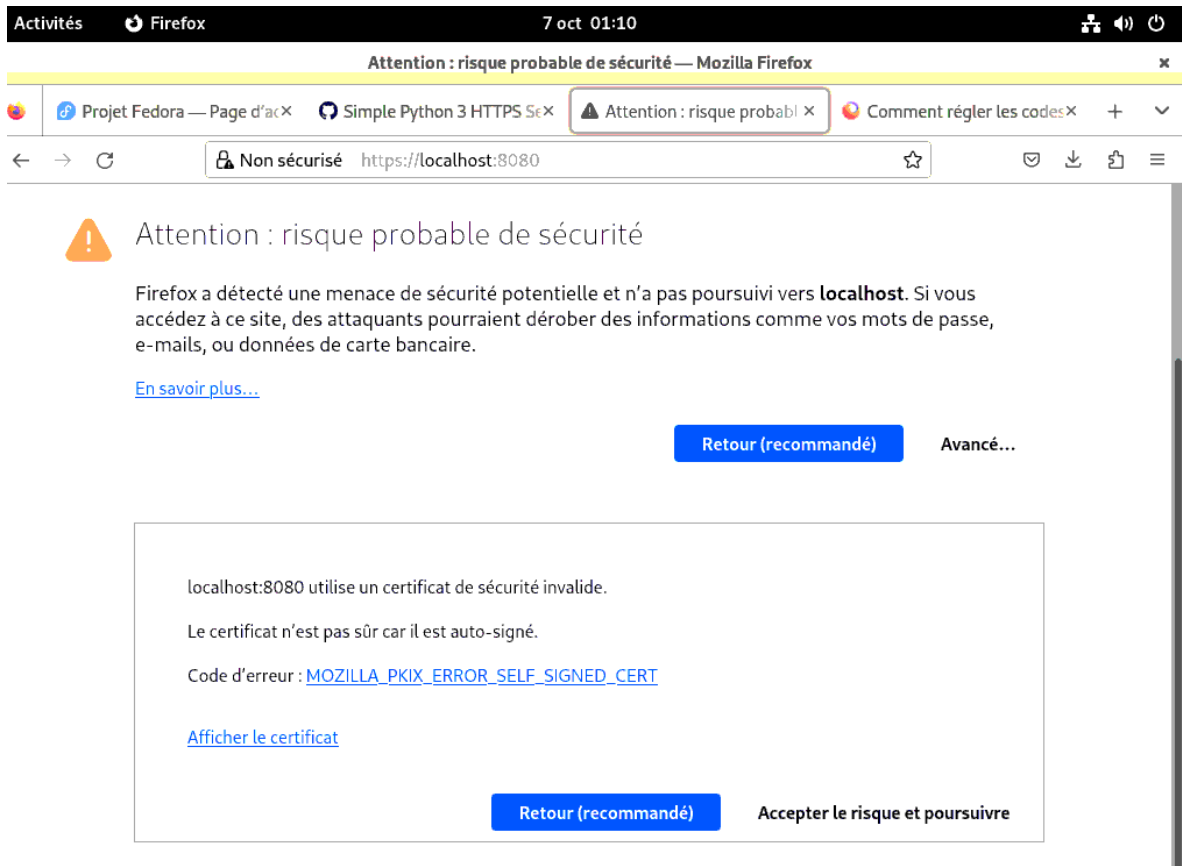 Activités Firefox 7 oct 01:10
Attention : risque probable de sécurité — Mozilla Firefox
Projet Fedora — Page d'ac Simple Python 3 HTTPS Se Attention : risque probabl Comment régler les codes
Non sécurisé https://localhost:8080
Attention : risque probable de sécurité
Firefox a détecté une menace de sécurité potentielle et n'a pas poursuivi vers localhost. Si vous
accédez à ce site, des attaquants pourraient dérober des informations comme vos mots de passe,
e-mails, ou données de carte bancaire.
En savoir plus…
Retour (recommandé) Avancé…
localhost:8080 utilise un certificat de sécurité invalide.
Le certificat n'est pas sûr car il est auto-signé.
Code d'erreur : MOZILLA_PKIX_ERROR_SELF_SIGNED_CERT
Afficher le certificat
Retour (recommandé) Accepter le risque et poursuivre